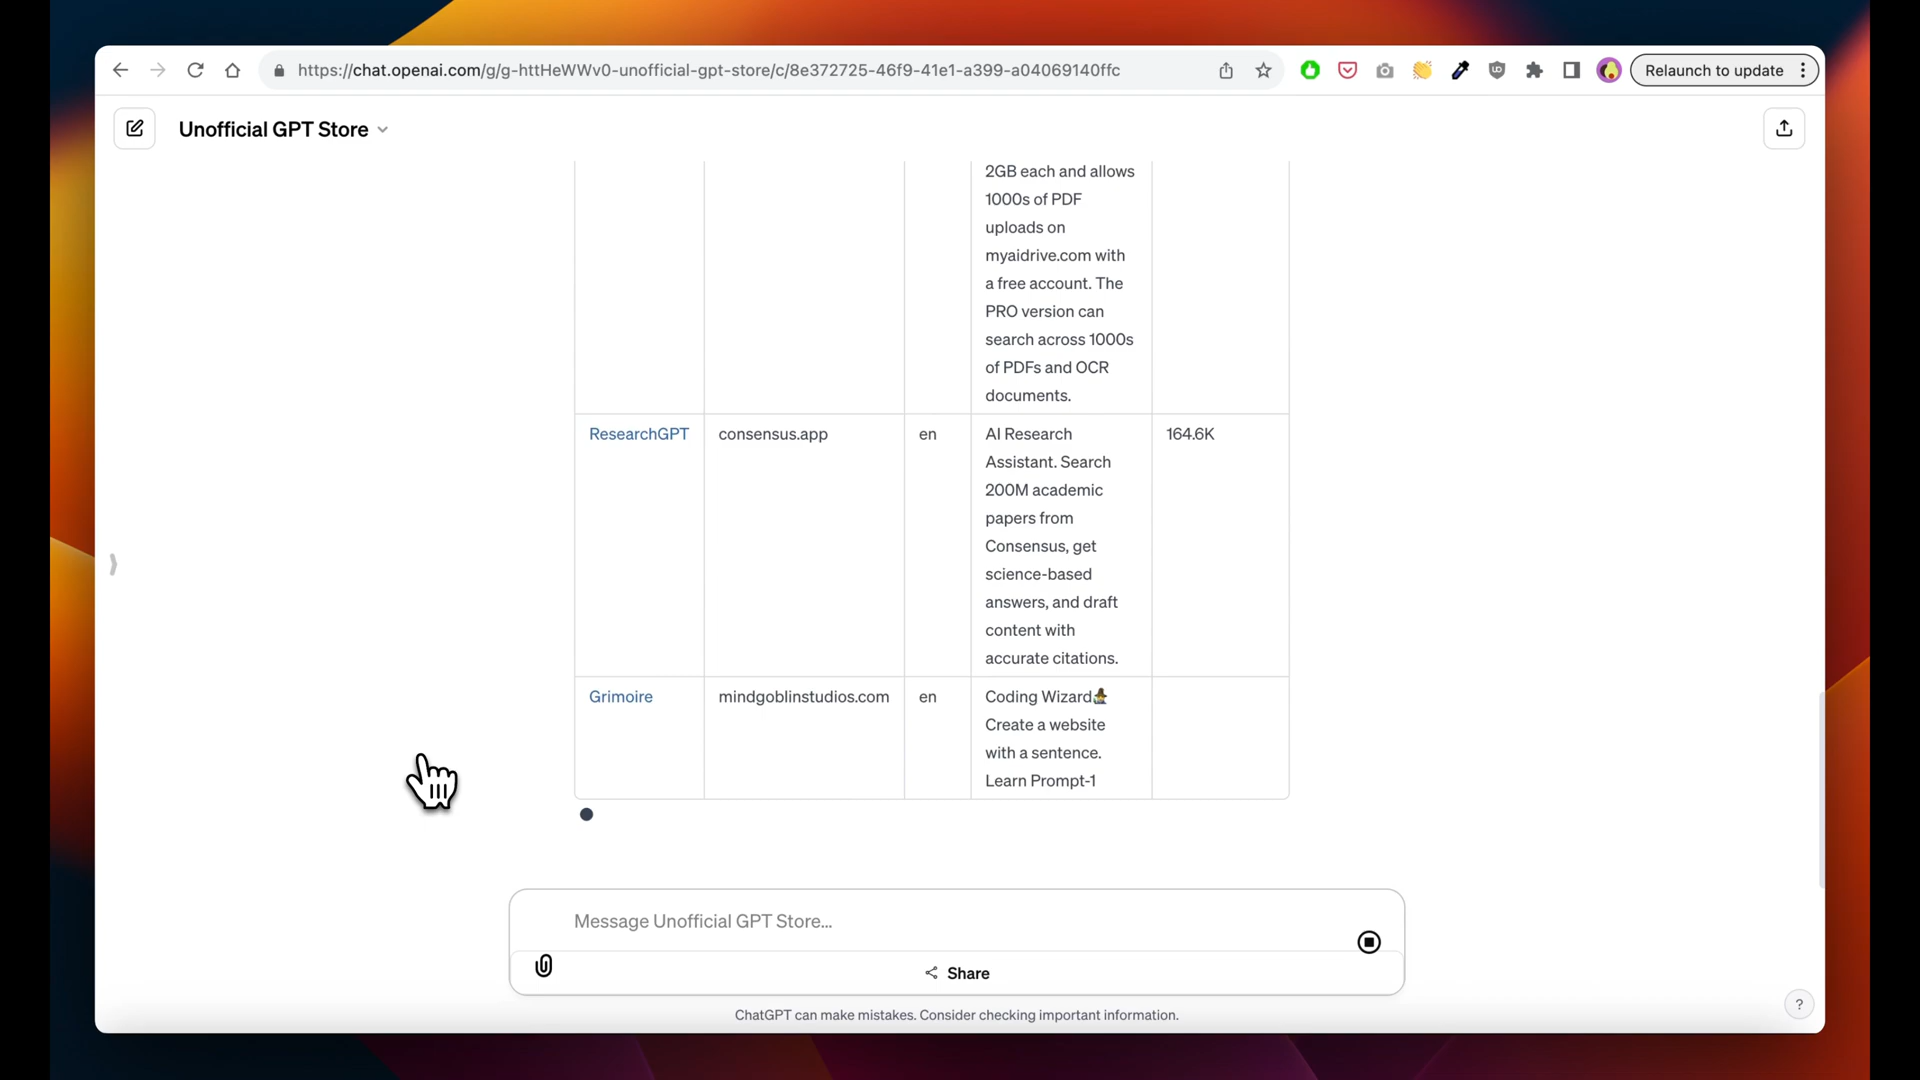 https://chat.openai.com/g/g-httHeWWv0-unofficial-gpt-store/c/8e372725-46f9-41e1-a399-a04069140ffc
Relaunch to update
Unofficial GPT Store
2GB each and allows
1000s of PDF
uploads on
myaidrive.com with
a free account. The
PRO version can
search across 1000s
of PDFs and OCR
documents.
ResearchGPT consensus.app en AI Research 164.6K
Assistant. Search
200M academic
papers from
Consensus, get
science-based
answers, and draft
content with
accurate citations.
Grimoire mindgoblinstudios.com en Coding Wizard🧙‍♂️
Create a website
with a sentence.
Learn Prompt-1
Message Unofficial GPT Store...
Share
ChatGPT can make mistakes. Consider checking important information.
?